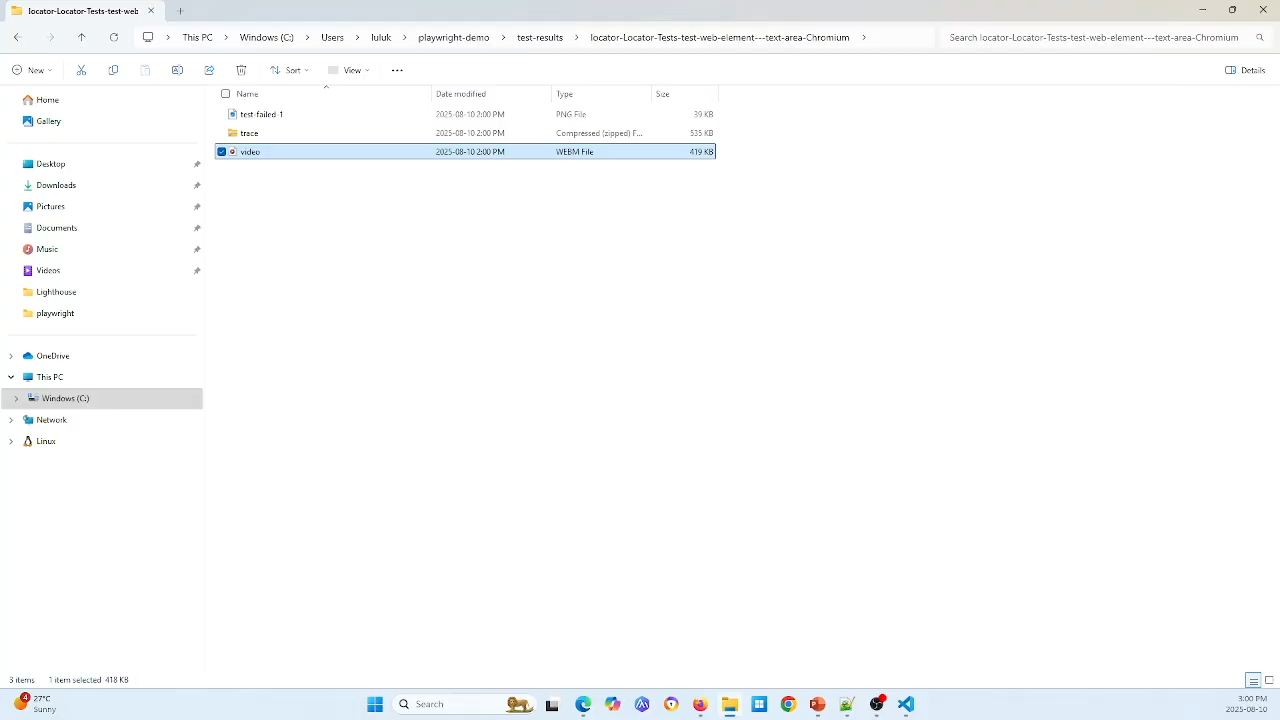 locator-Locator-Tests-test-web
This PC
Windows (C:)
Users
luluk
playwright-demo
test-results
locator-Locator-Tests-test-web-element---text-area-Chromium
Search locator-Locator-Tests-test-web-element---text-area-Chromium
New
Sort
View
Details
Name
Date modified
Type
Size
test-failed-1
2025-08-10 2:00 PM
PNG File
39 KB
trace
2025-08-10 2:00 PM
Compressed (zipped) F...
535 KB
video
2025-08-10 2:00 PM
WEBM File
419 KB
Home
Gallery
Desktop
Downloads
Pictures
Documents
Music
Videos
Lighthouse
playwright
OneDrive
This PC
Windows (C:)
Network
Linux
3 items
1 item selected 418 KB
4
27°C
Sunny
Search
3:00 PM
2025-08-10